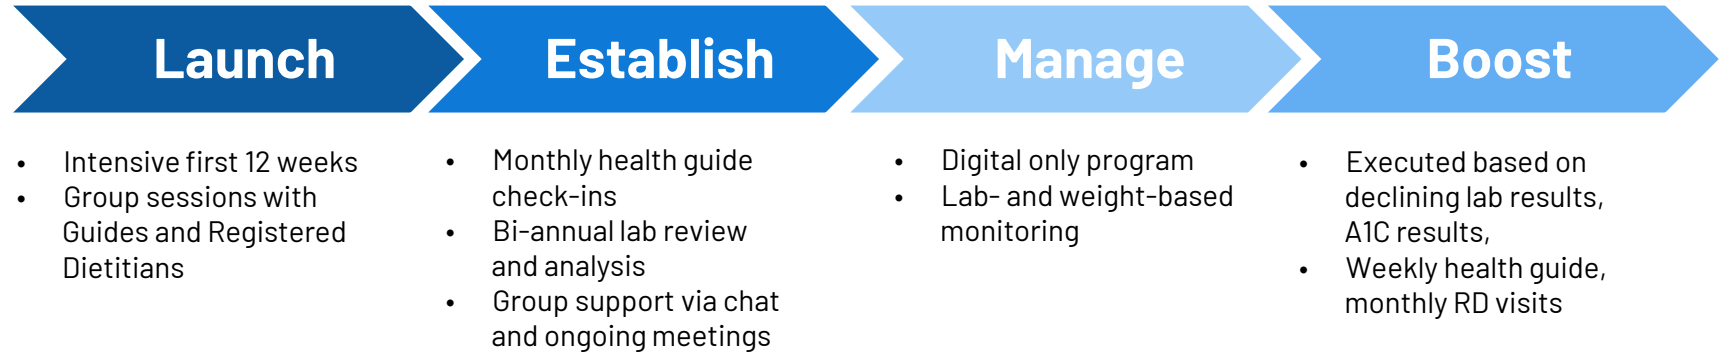 Launch
• Intensive first 12 weeks
• Group sessions with
Guides and Registered
Dietitians
Establish
• Monthly health guide
check-ins
• Bi-annual lab review
and analysis
• Group support via chat
and ongoing meetings
Manage
• Digital only program
• Lab- and weight-based
monitoring
Boost
• Executed based on
declining lab results,
A1C results,
• Weekly health guide,
monthly RD visits